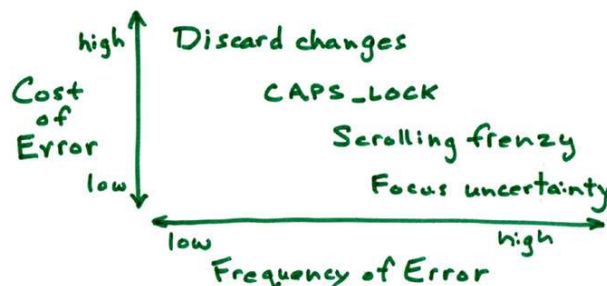 high
Discard changes
Cost
of
Error
CAPS_LOCK
Scrolling frenzy
low
Focus uncertainty
low
high
Frequency of Error